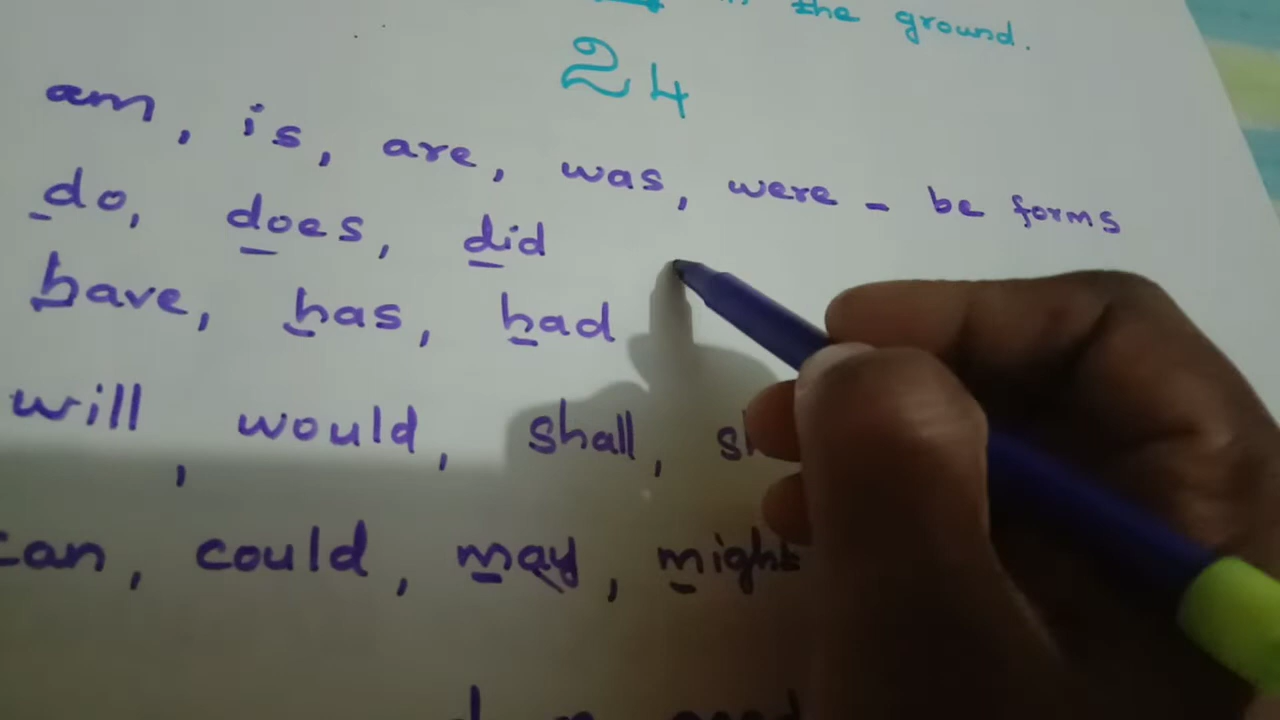 the ground.
24
am, is, are, was, were - be forms
do, does, did
have, has, had
will, would, shall,
can, could, may, might